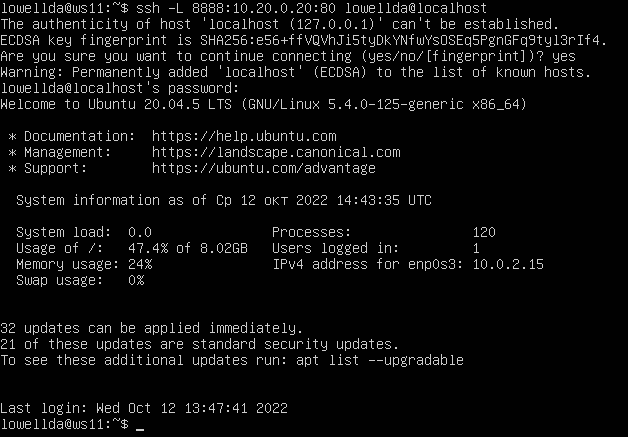 lowellda@ws11:~$ ssh -L 8888:10.20.0.20:80 lowellda@localhost
The authenticity of host 'localhost (127.0.0.1)' can't be established.
ECDSA key fingerprint is SHA256:e56+ffVQVhJi5tyDkYNfwYsOSEq5PgnGFq9tyl3rIf4.
Are you sure you want to continue connecting (yes/no/[fingerprint])? yes
Warning: Permanently added 'localhost' (ECDSA) to the list of known hosts.
lowellda@localhost's password:
Welcome to Ubuntu 20.04.5 LTS (GNU/Linux 5.4.0-125-generic x86_64)
* Documentation:  https://help.ubuntu.com
* Management:     https://landscape.canonical.com
* Support:        https://ubuntu.com/advantage
System information as of Ср 12 окт 2022 14:43:35 UTC
System load:  0.0               Processes:               120
Usage of /:   47.4% of 8.02GB   Users logged in:         1
Memory usage: 24%               IPv4 address for enp0s3: 10.0.2.15
Swap usage:   0%
32 updates can be applied immediately.
21 of these updates are standard security updates.
To see these additional updates run: apt list --upgradable
Last login: Wed Oct 12 13:47:41 2022
lowellda@ws11:~$ _